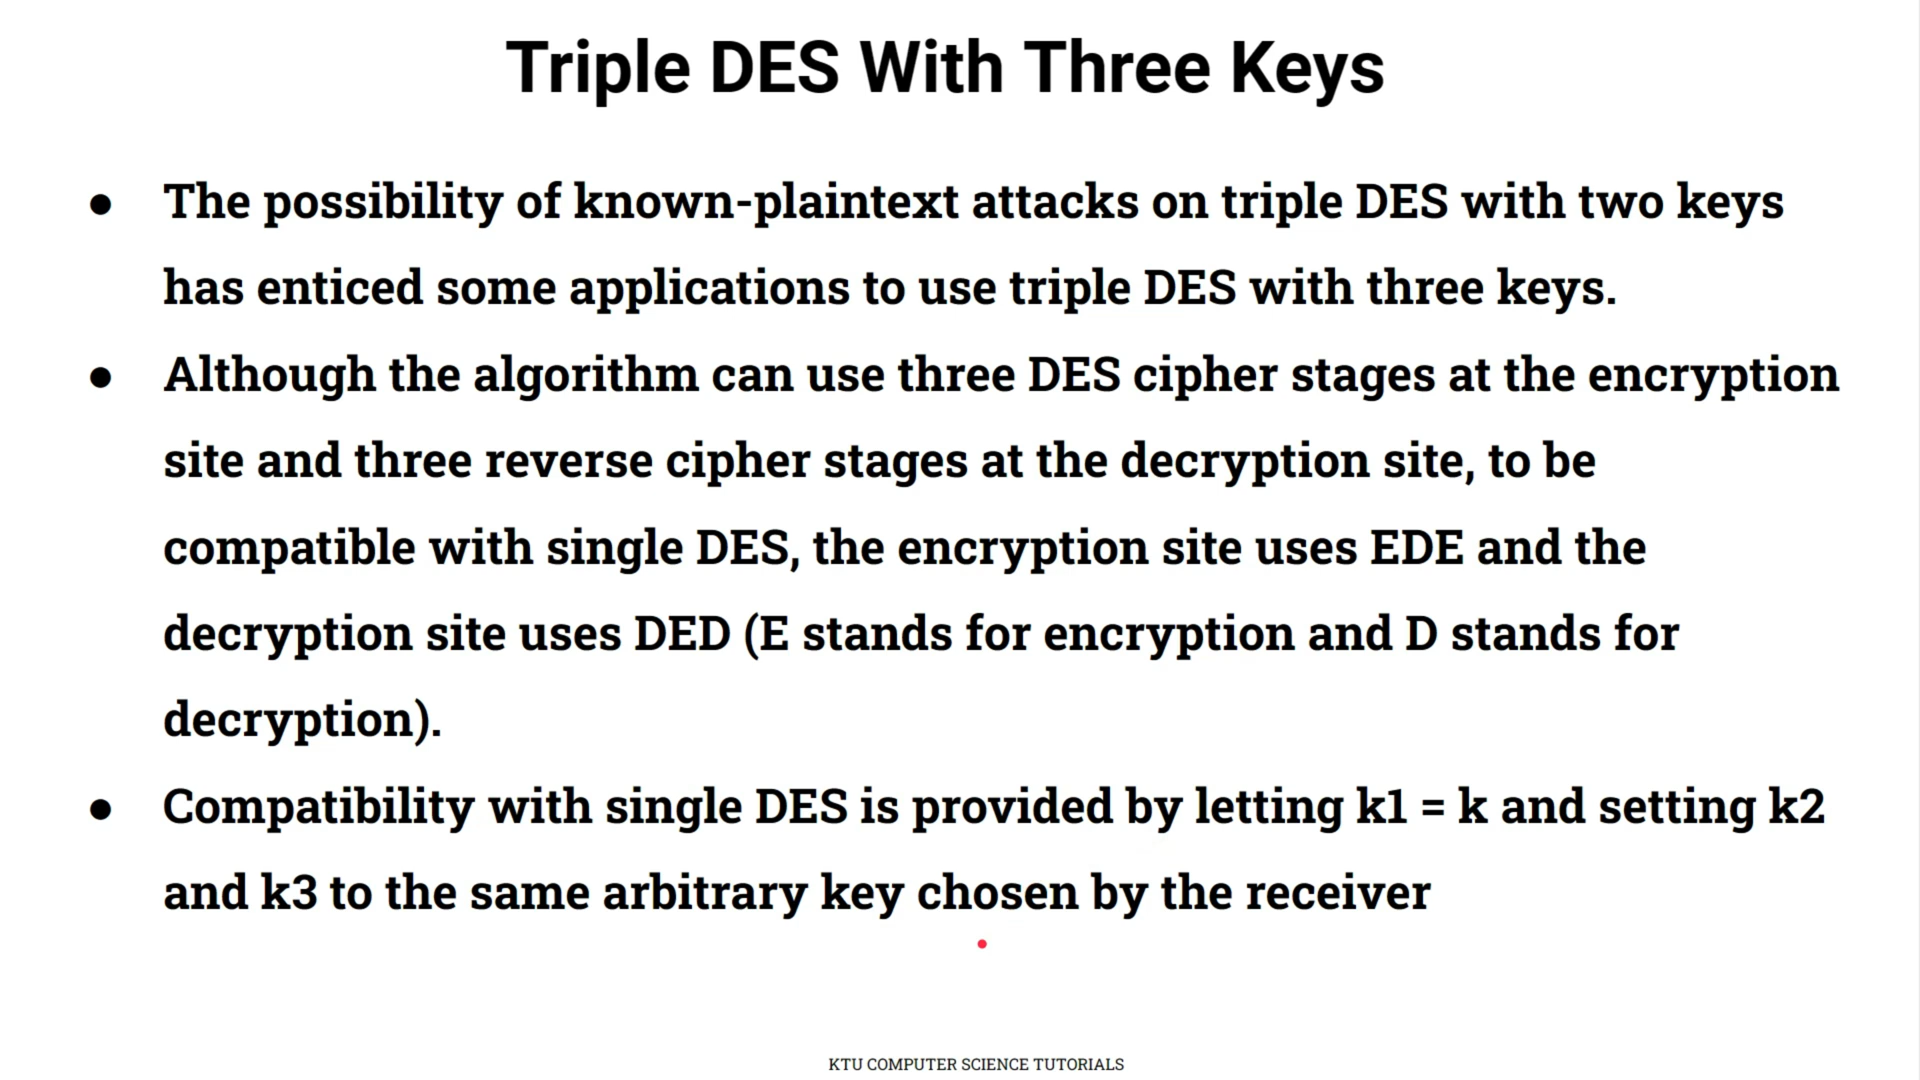 Triple DES With Three Keys
● The possibility of known-plaintext attacks on triple DES with two keys
has enticed some applications to use triple DES with three keys.
● Although the algorithm can use three DES cipher stages at the encryption
site and three reverse cipher stages at the decryption site, to be
compatible with single DES, the encryption site uses EDE and the
decryption site uses DED (E stands for encryption and D stands for
decryption).
● Compatibility with single DES is provided by letting k1 = k and setting k2
and k3 to the same arbitrary key chosen by the receiver
KTU COMPUTER SCIENCE TUTORIALS